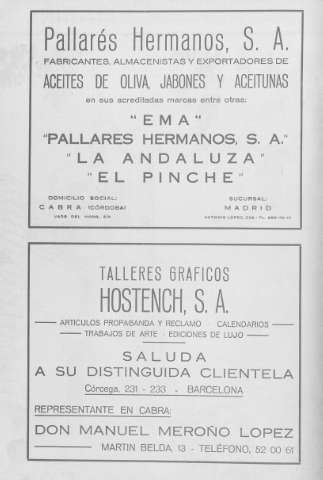 Pallarés Hermanos, S. A.
FABRICANTES, ALMACENISTAS Y EXPORTADORES DE
ACEITES DE OLIVA, JABONES Y ACEITUNAS
en sus acreditadas marcas entre otras:
"EMA"
"PALLARES HERMANOS, S. A."
"LA ANDALUZA"
"EL PINCHE"
DOMICILIO SOCIAL: SUCURSAL:
CABRA (CÓRDOBA) MADRID
TALLERES GRAFICOS
HOSTENCH, S. A.
ARTICULOS PROPAGANDA Y RECLAMO CALENDARIOS
TRABAJOS DE ARTE - EDICIONES DE LUJO
SALUDA
A SU DISTINGUIDA CLIENTELA
Córcega, 231 - 233 - BARCELONA
REPRESENTANTE EN CABRA:
DON MANUEL MEROÑO LOPEZ
MARTIN BELDA, 13 - TELÉFONO, 52 00 61